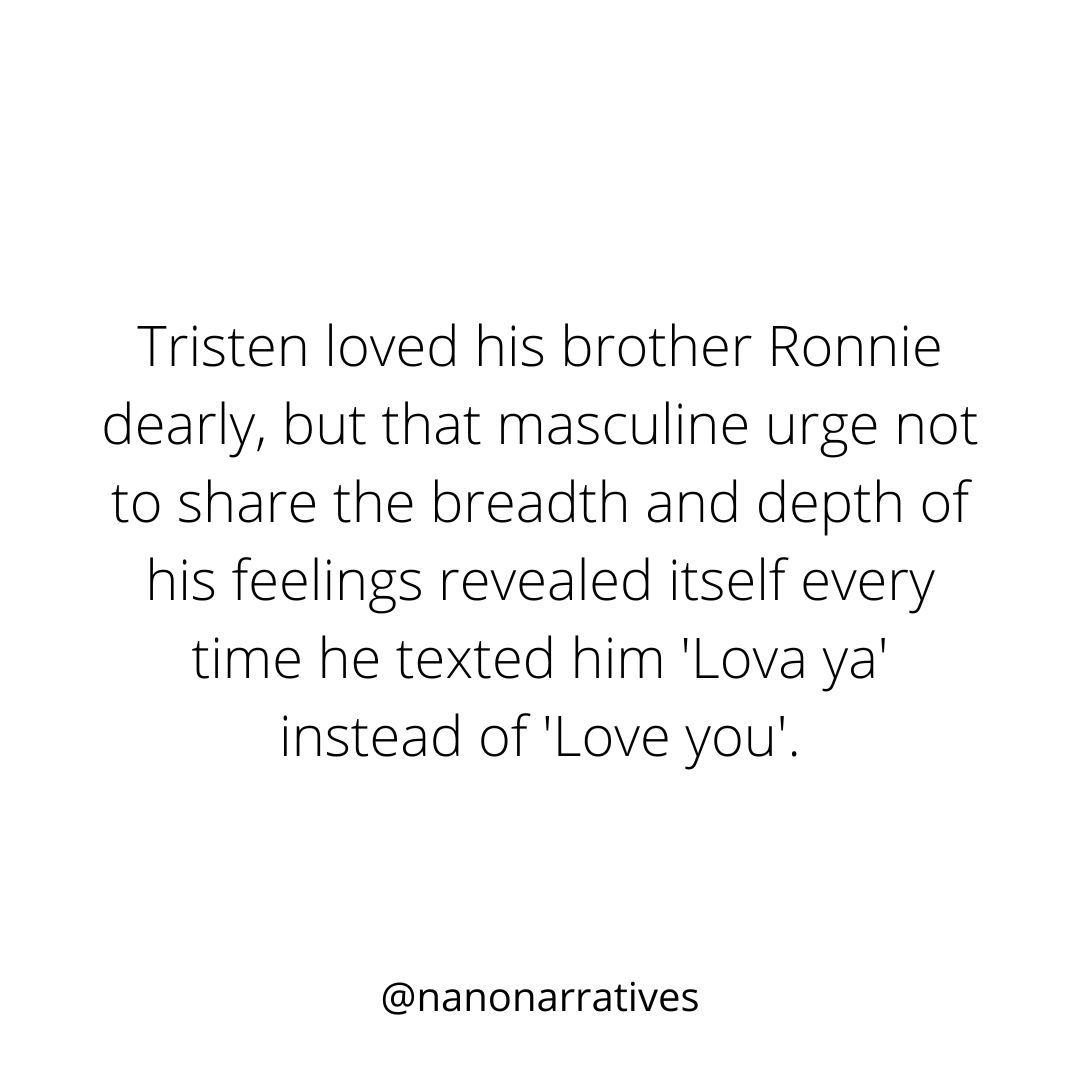 Tristen loved his brother Ronnie
dearly, but that masculine urge not
to share the breadth and depth of
his feelings revealed itself every
time he texted him 'Lova ya'
instead of 'Love you'.
@nanonarratives